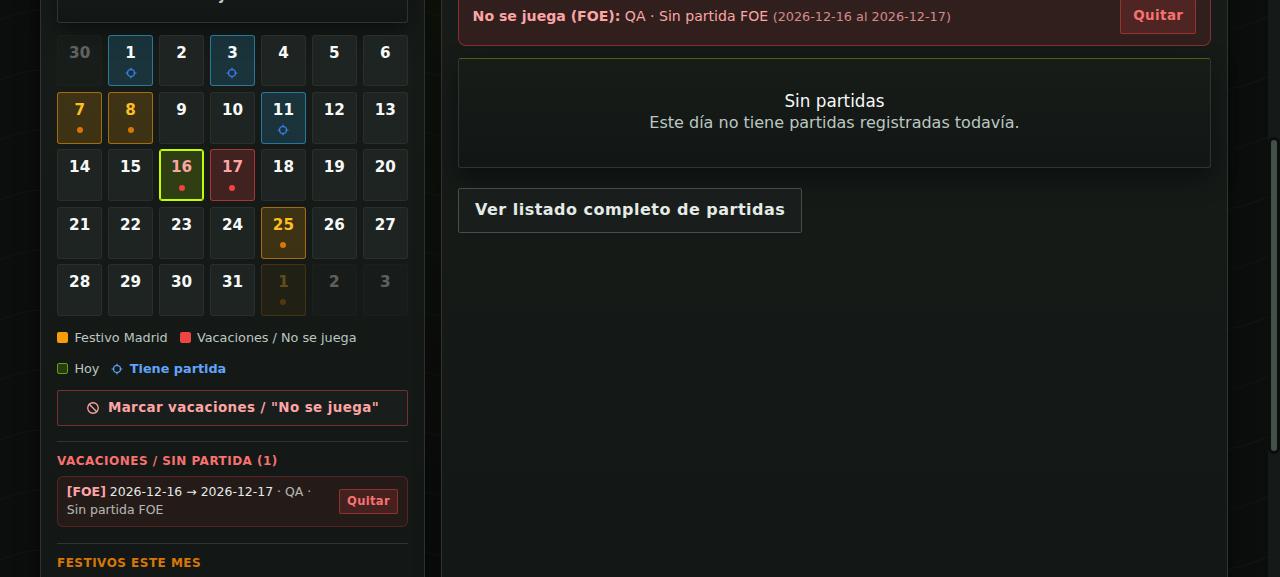 30 1 2 3 4 5 6
7 8 9 10 11 12 13
14 15 16 17 18 19 20
21 22 23 24 25 26 27
28 29 30 31 1 2 3
Festivo Madrid Vacaciones / No se juega
Hoy Tiene partida
Marcar vacaciones / "No se juega"
VACACIONES / SIN PARTIDA (1)
[FOE] 2026-12-16 → 2026-12-17 · QA ·
Sin partida FOE
Quitar
FESTIVOS ESTE MES
No se juega (FOE): QA · Sin partida FOE (2026-12-16 al 2026-12-17)
Quitar
Sin partidas
Este día no tiene partidas registradas todavía.
Ver listado completo de partidas